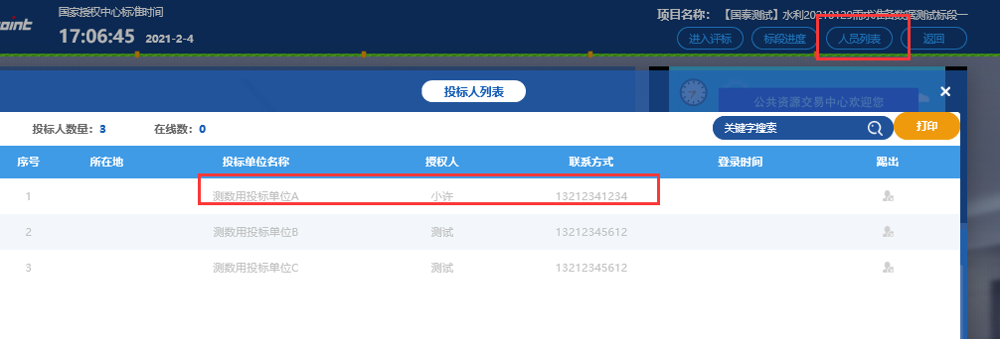 point
国家授权中心标准时间
17:06:45 2021-2-4
项目名称： 【国泰测试】水利20210129需求准备数据测试标段一
进入评标 标段进度 人员列表 返回
投标人列表
公共资源交易中心欢迎您
投标人数量：3 在线数：0
关键字搜索 打印
序号 所在地 投标单位名称 授权人 联系方式 登录时间 踢出
1 测数用投标单位A 小许 13212341234
2 测数用投标单位B 测试 13212345612
3 测数用投标单位C 测试 13212345612